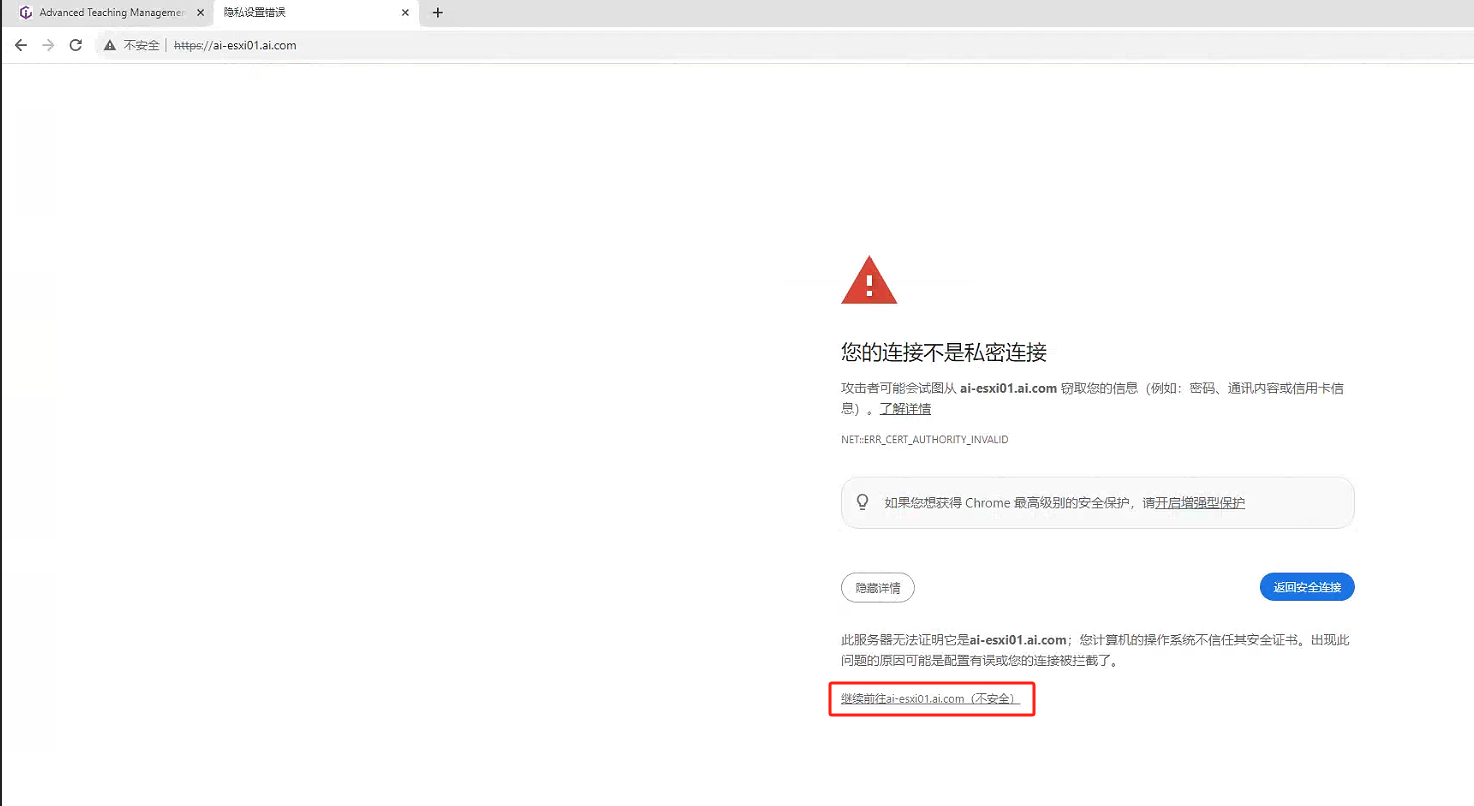 Advanced Teaching Managemen
隐私设置错误
不安全 https://ai-esxi01.ai.com
您的连接不是私密连接
攻击者可能会试图从 ai-esxi01.ai.com 窃取您的信息（例如：密码、通讯内容或信用卡信
息）。了解详情
NET::ERR_CERT_AUTHORITY_INVALID
如果您想获得 Chrome 最高级别的安全保护，请开启增强型保护
隐藏详情
返回安全连接
此服务器无法证明它是ai-esxi01.ai.com；您计算机的操作系统不信任其安全证书。出现此
问题的原因可能是配置有误或您的连接被拦截了。
继续前往ai-esxi01.ai.com（不安全）